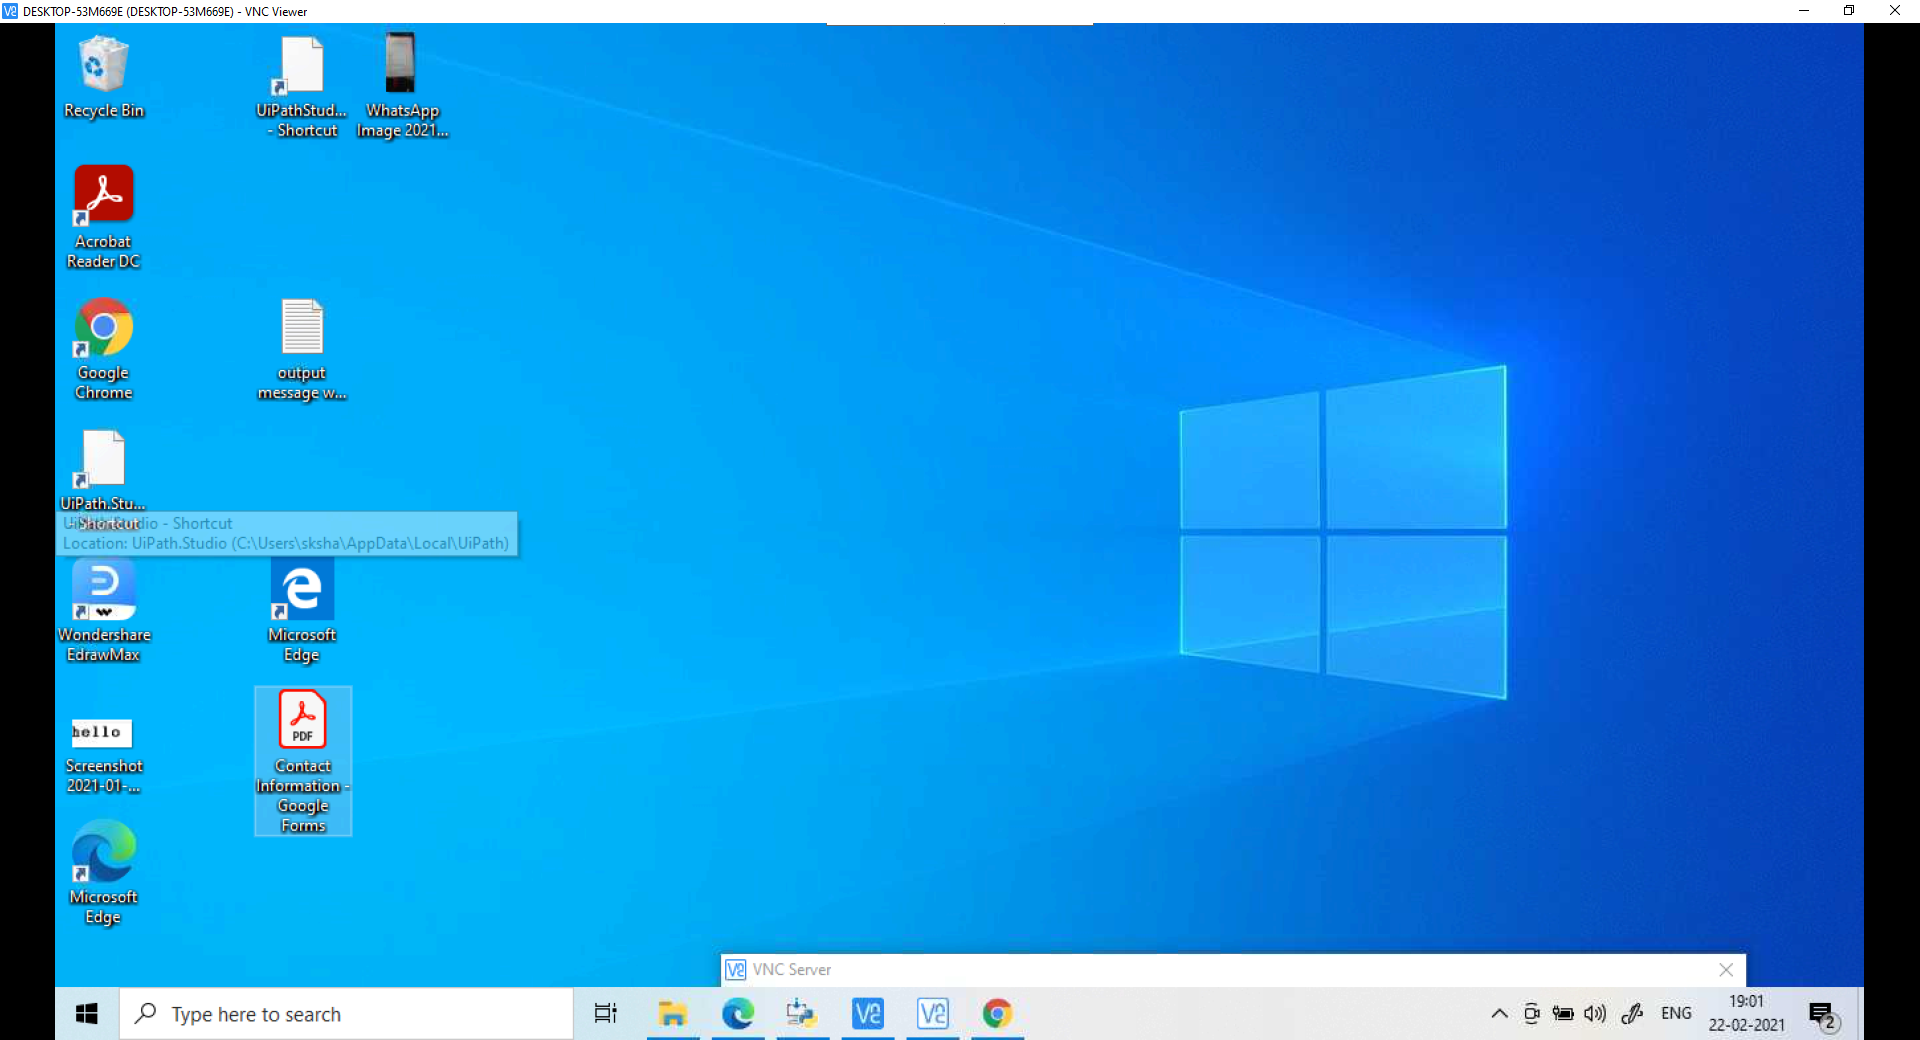 DESKTOP-53M669E (DESKTOP-53M669E) - VNC Viewer
Recycle Bin
UiPathStud...
- Shortcut
WhatsApp
Image 2021...
Acrobat
Reader DC
Google
Chrome
output
message w...
UiPath.Stu...
- Shortcut
UiPath.Studio - Shortcut
Location: UiPath.Studio (C:\Users\sksha\AppData\Local\UiPath)
Wondershare
EdrawMax
Microsoft
Edge
hello
Screenshot
2021-01-...
PDF
Contact
Information -
Google
Forms
Microsoft
Edge
VNC Server
Type here to search
ENG
19:01
22-02-2021
2